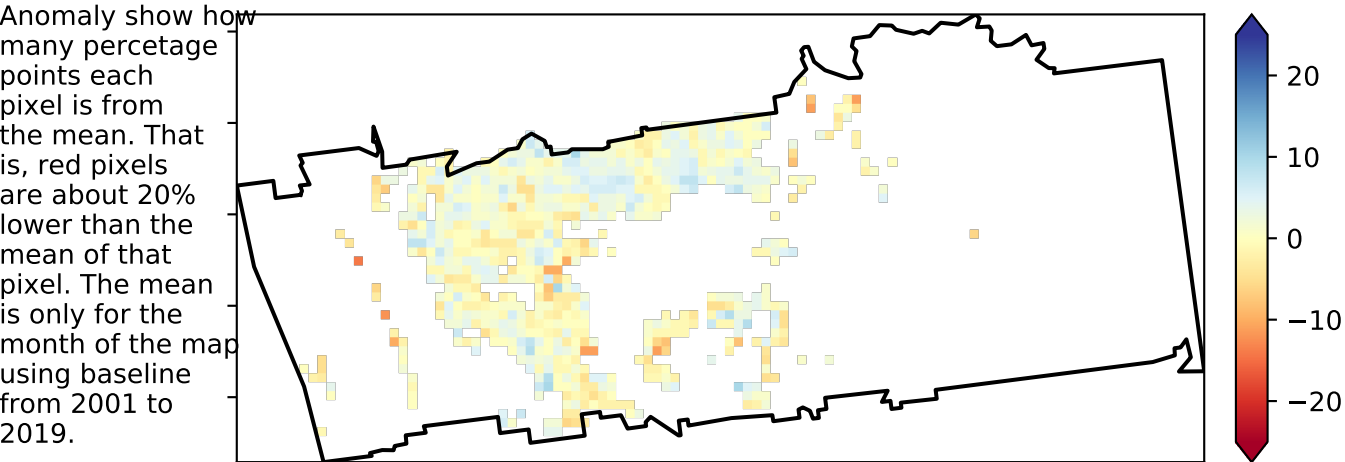 Anomaly show how
many percetage
points each
pixel is from
the mean. That
is, red pixels
are about 20%
lower than the
mean of that
pixel. The mean
is only for the
month of the map
using baseline
from 2001 to
2019.
20
10
0
−10
−20